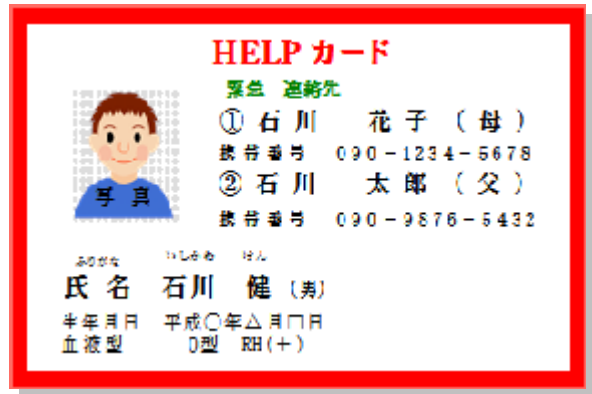 HELPカード
緊急 連絡先
①石川 花子(母)
携帯番号 090-1234-5678
②石川 太郎(父)
携帯番号 090-9876-5432
写真
ふりがな いしかわ けん
氏名 石川 健(男)
生年月日 平成〇年△月□日
血液型 O型 RH(+)